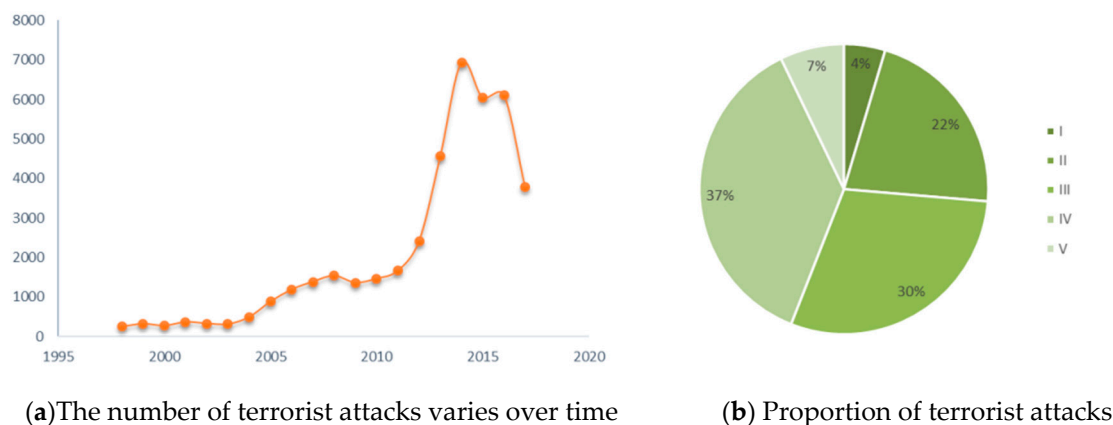 8000
7000
6000
5000
4000
3000
2000
1000
0
1995 2000 2005 2010 2015 2020
7% 4%
22%
37%
30%
I
II
III
IV
V
(a)The number of terrorist attacks varies over time
(b) Proportion of terrorist attacks